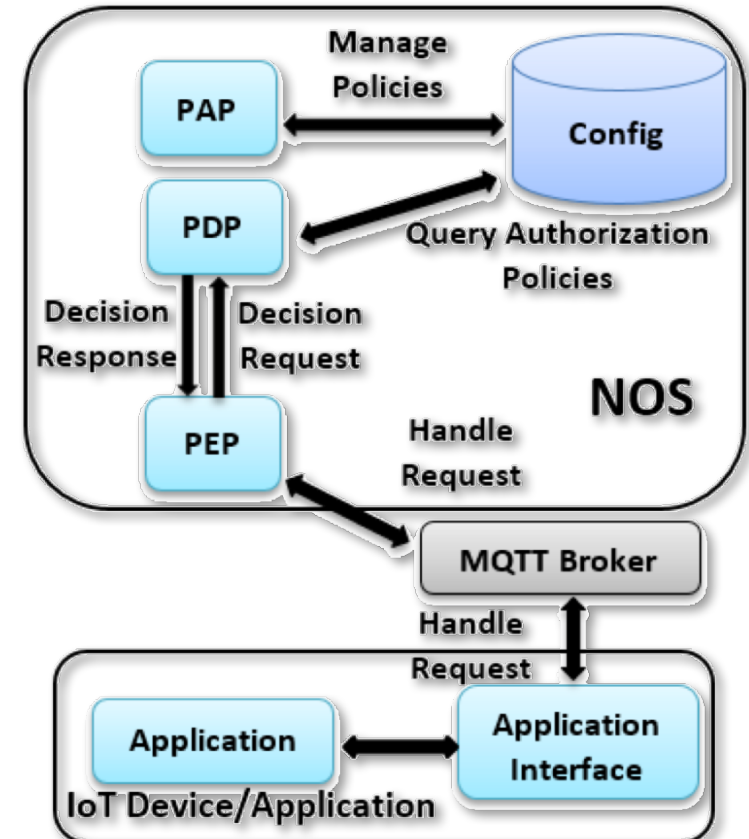 Manage
Policies
PAP
Config
PDP
Query Authorization
Policies
Decision
Response
Decision
Request
NOS
PEP
Handle
Request
MQTT Broker
Handle
Request
Application
Application
Interface
IoT Device/Application